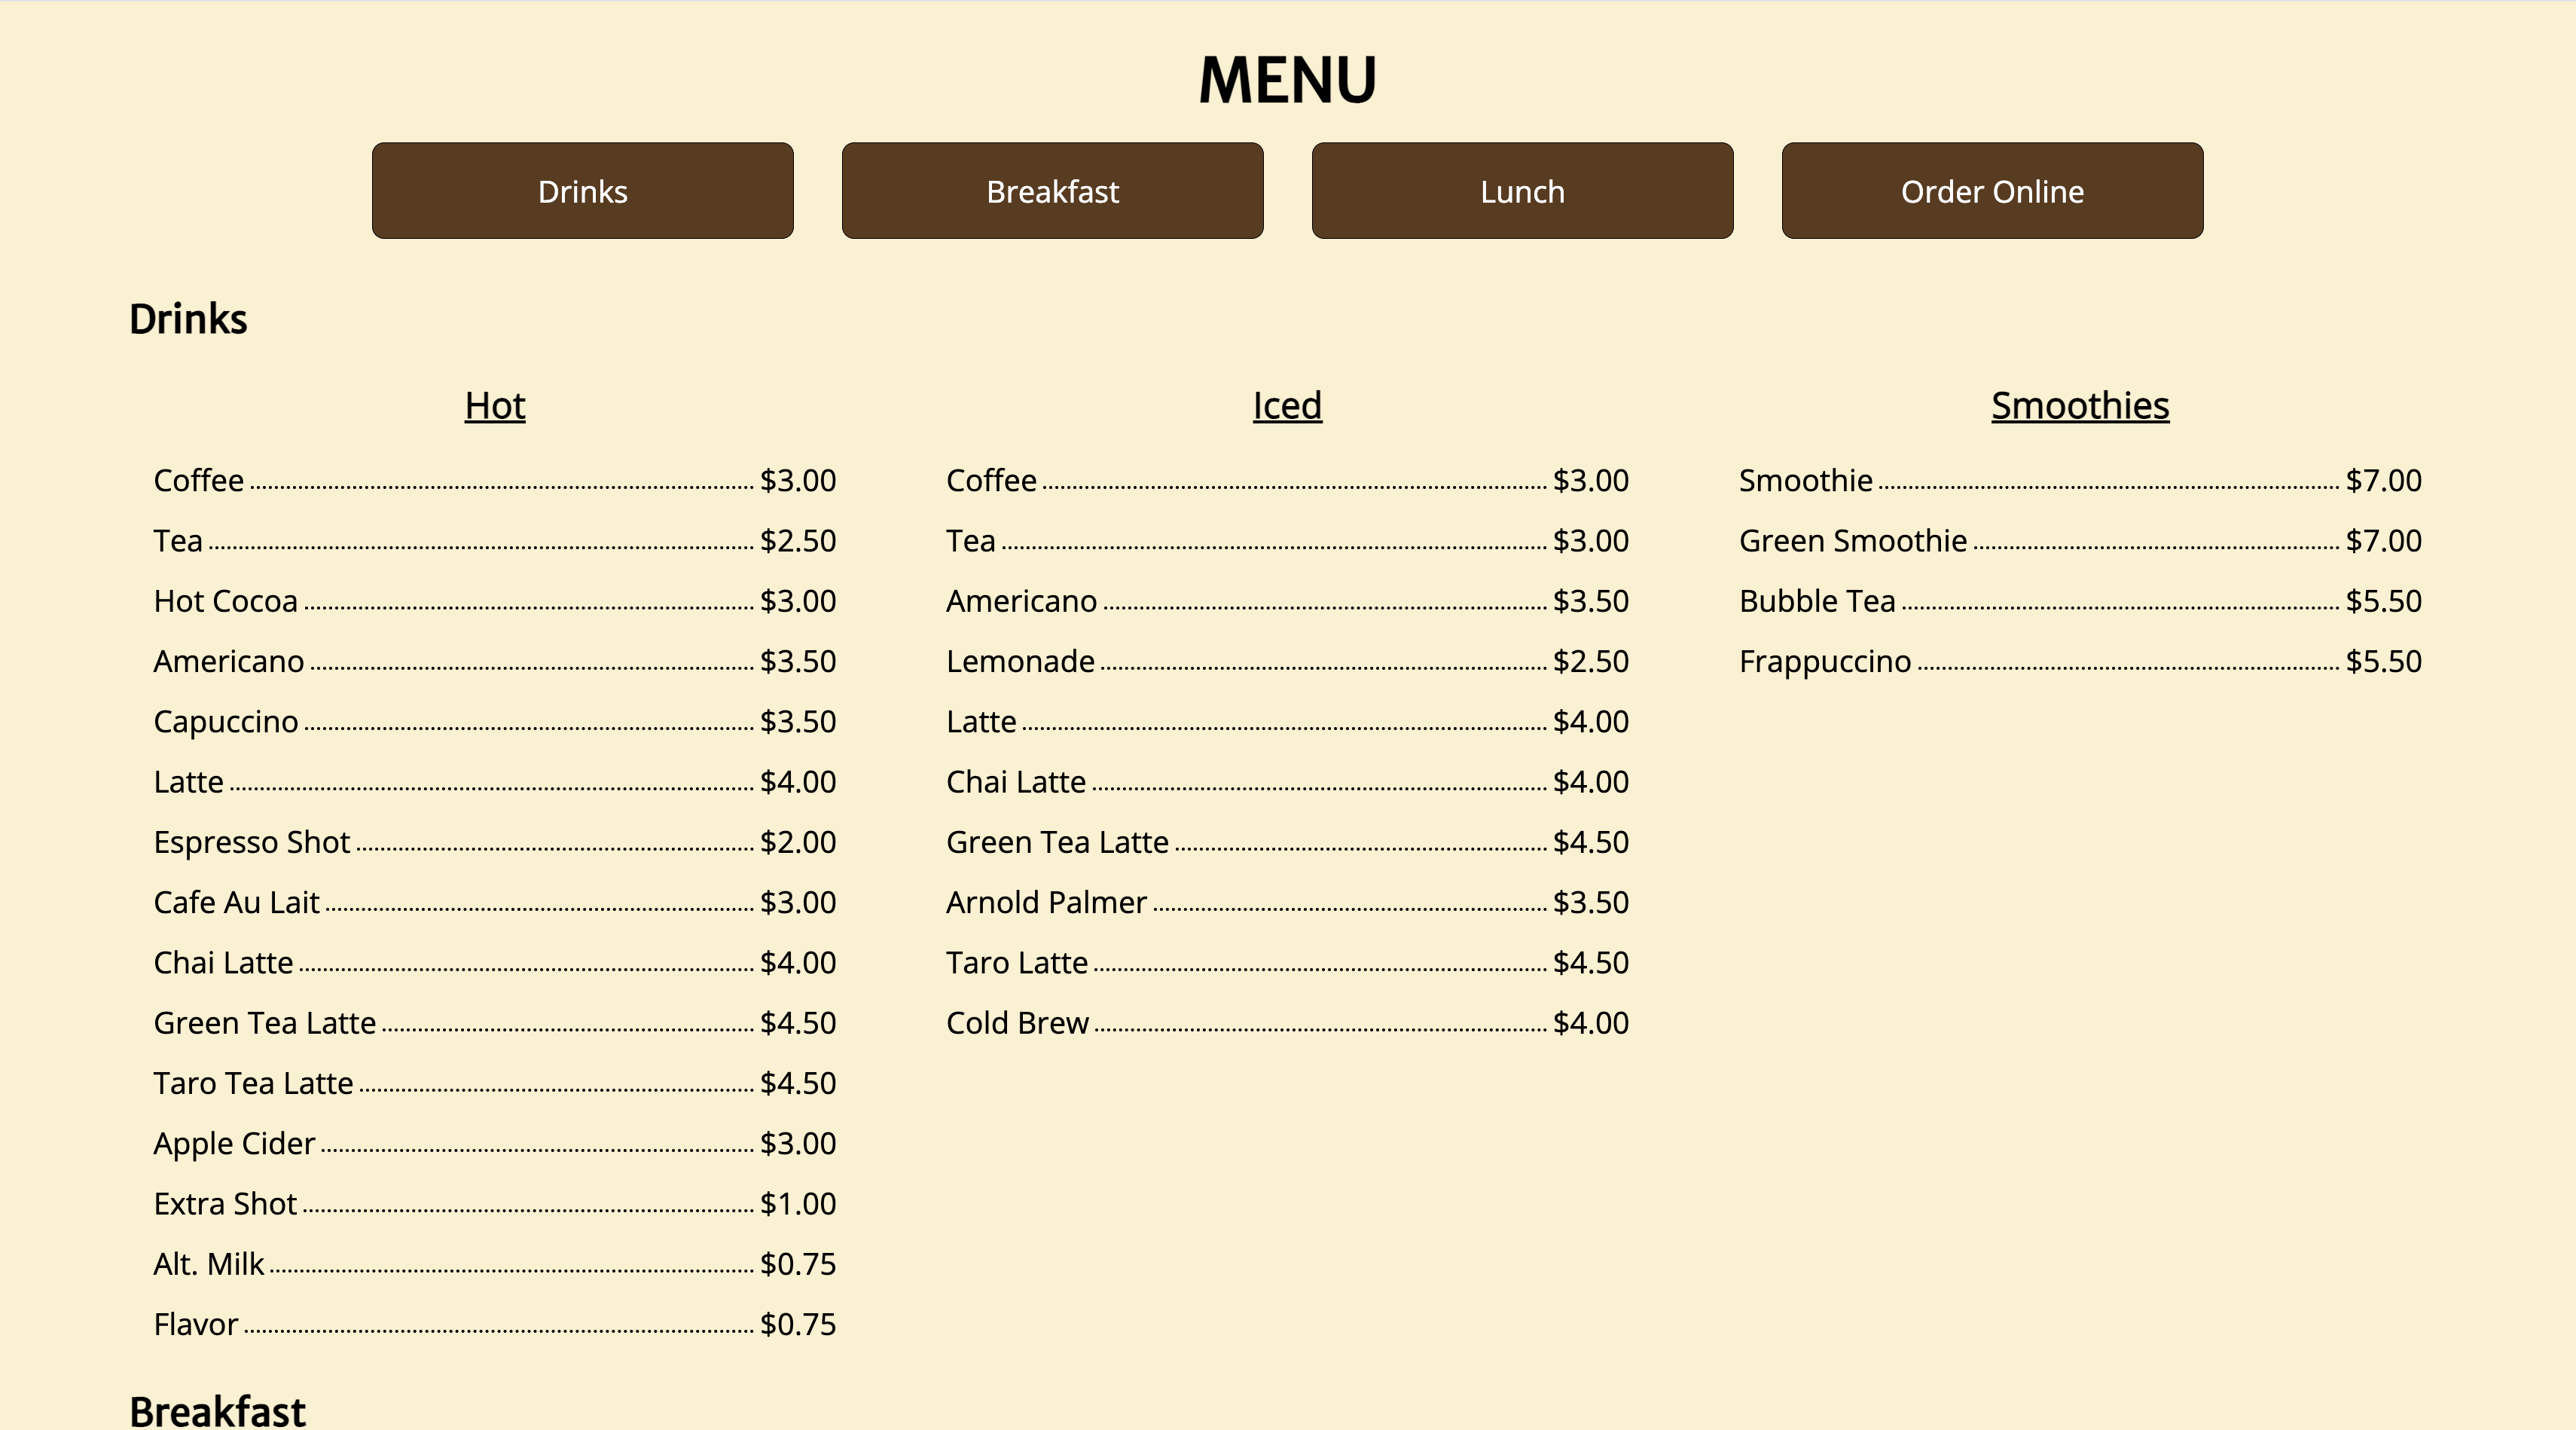 MENU
Drinks
Breakfast
Lunch
Order Online
Drinks
Hot
Coffee $3.00
Tea $2.50
Hot Cocoa $3.00
Americano $3.50
Capuccino $3.50
Latte $4.00
Espresso Shot $2.00
Cafe Au Lait $3.00
Chai Latte $4.00
Green Tea Latte $4.50
Taro Tea Latte $4.50
Apple Cider $3.00
Extra Shot $1.00
Alt. Milk $0.75
Flavor $0.75
Iced
Coffee $3.00
Tea $3.00
Americano $3.50
Lemonade $2.50
Latte $4.00
Chai Latte $4.00
Green Tea Latte $4.50
Arnold Palmer $3.50
Taro Latte $4.50
Cold Brew $4.00
Smoothies
Smoothie $7.00
Green Smoothie $7.00
Bubble Tea $5.50
Frappuccino $5.50
Breakfast